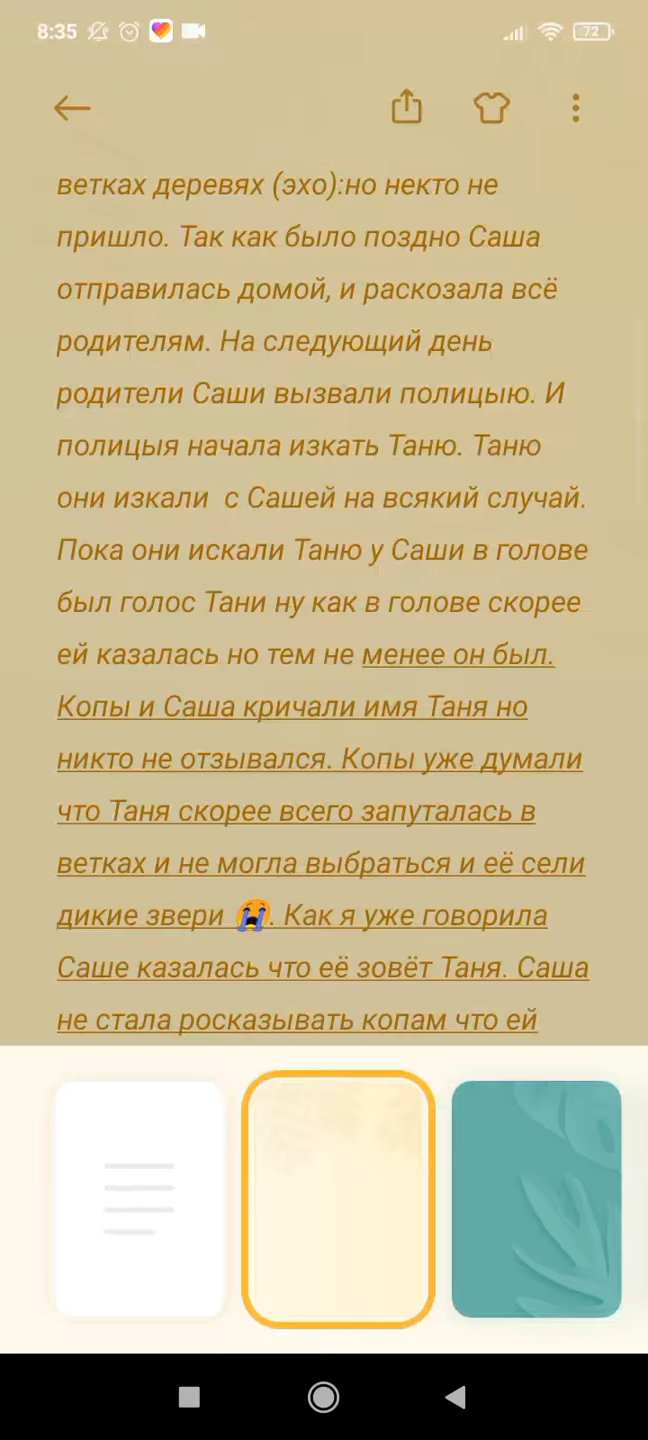 8:35
72
ветках деревях (эхо):но некто не
пришло. Так как было поздно Саша
отправилась домой, и раскозала всё
родителям. На следующий день
родители Саши вызвали полицыю. И
полицыя начала изкать Таню. Таню
они изкали  с Сашей на всякий случай.
Пока они искали Таню у Саши в голове
был голос Тани ну как в голове скорее
ей казалась но тем не менее он был.
Копы и Саша кричали имя Таня но
никто не отзывался. Копы уже думали
что Таня скорее всего запуталась в
ветках и не могла выбраться и её сели
дикие звери 😭. Как я уже говорила
Саше казалась что её зовёт Таня. Саша
не стала росказывать копам что ей